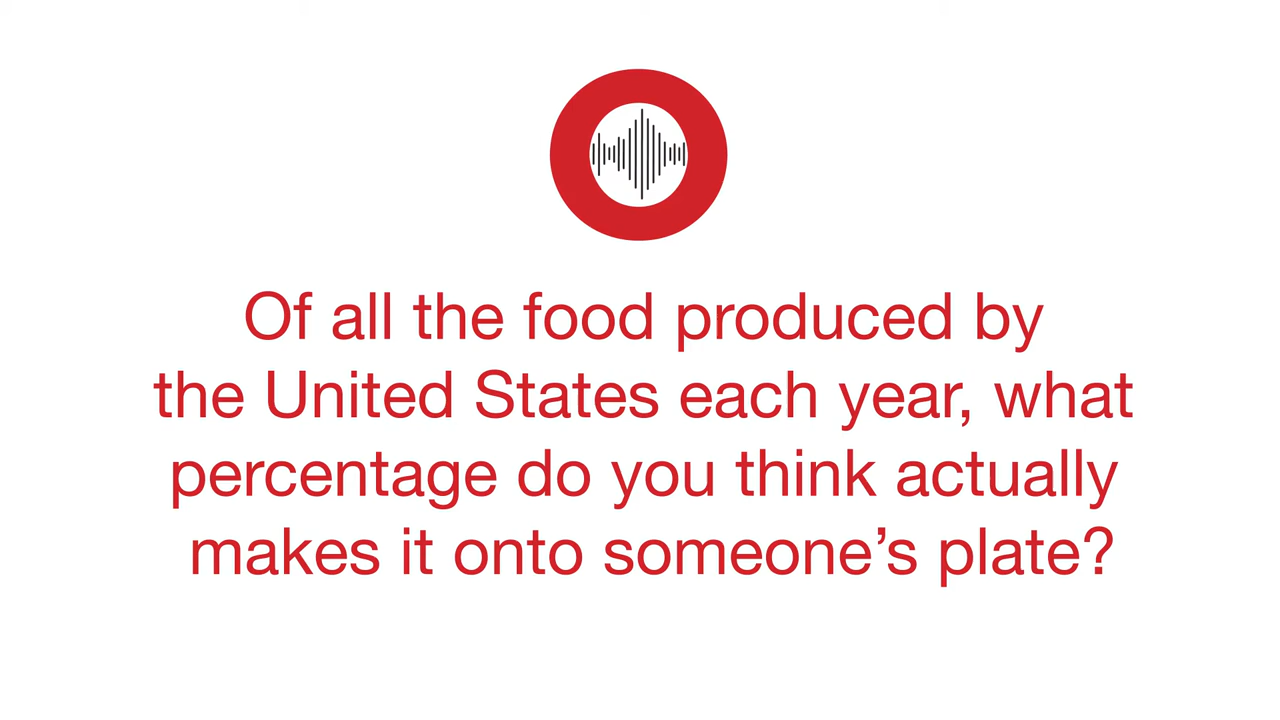 Of all the food produced by
the United States each year, what
percentage do you think actually
makes it onto someone’s plate?